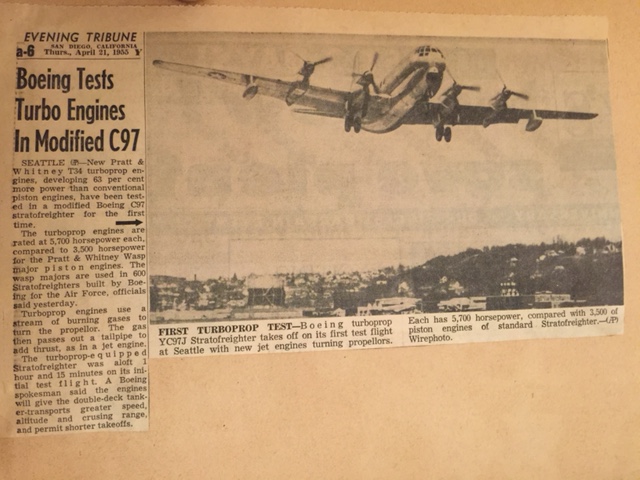 EVENING TRIBUNE
a-6 SAN DIEGO, CALIFORNIA
Thurs., April 21, 1955
Boeing Tests
Turbo Engines
In Modified C97
SEATTLE (AP)—New Pratt &
Whitney T34 turboprop en-
gines, developing 63 per cent
more power than conventional
piston engines, have been test-
ed in a modified Boeing C97
stratofreighter for the first
time.
The turboprop engines are
rated at 5,700 horsepower each,
compared to 3,500 horsepower
for the Pratt & Whitney Wasp
major piston engines. The
wasp majors are used in 600
Stratofreighters built by Boe-
ing for the Air Force, officials
said yesterday.
Turboprop engines use a
stream of burning gases to
turn the propellor. The gas
then passes out a tailpipe to
add thrust, as in a jet engine.
The turboprop-equipped
Stratofreighter was aloft 1
hour and 15 minutes on its ini-
tial test flight. A Boeing
spokesman said the engines
will give the double-deck tank-
er-transports greater speed,
altitude and crusing range,
and permit shorter takeoffs.
FIRST TURBOPROP TEST—Boeing turboprop
YC97J Stratofreighter takes off on its first test flight
at Seattle with new jet engines turning propellors.
Each has 5,700 horsepower, compared with 3,500 of
piston engines of standard Stratofreighter.—(AP)
Wirephoto.